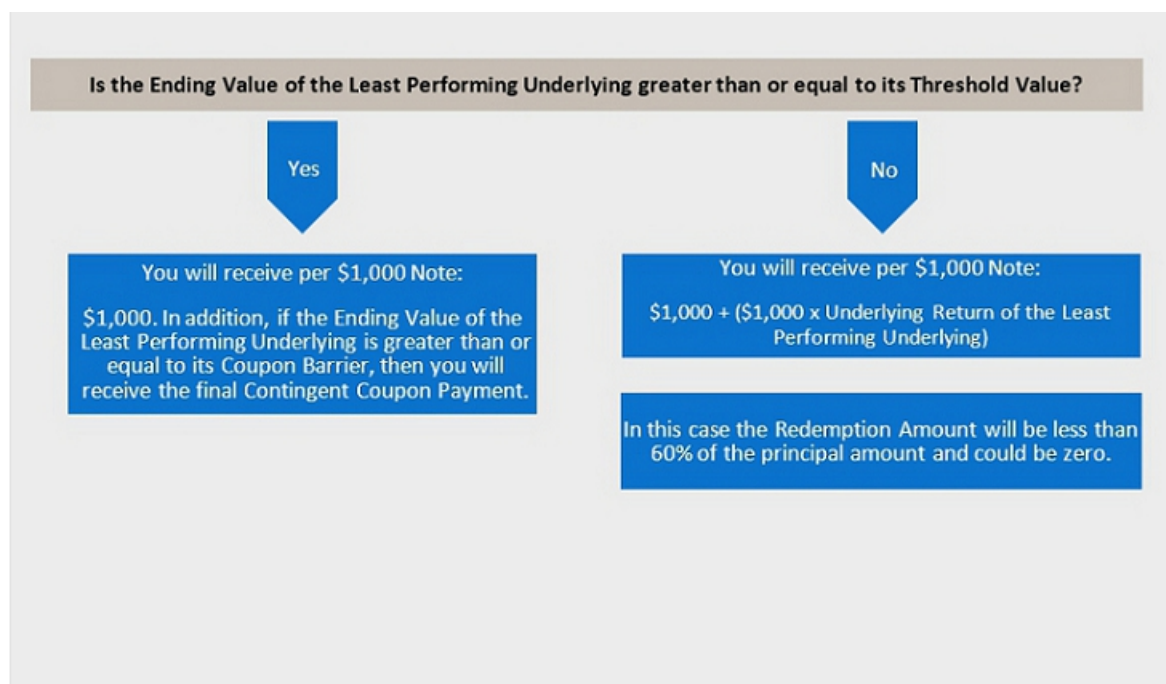 Is the Ending Value of the Least Performing Underlying greater than or equal to its Threshold Value?
Yes
No
You will receive per $1,000 Note:
$1,000. In addition, if the Ending Value of the
Least Performing Underlying is greater than or
equal to its Coupon Barrier, then you will
receive the final Contingent Coupon Payment.
You will receive per $1,000 Note:
$1,000 + ($1,000 x Underlying Return of the Least
Performing Underlying)
In this case the Redemption Amount will be less than
60% of the principal amount and could be zero.